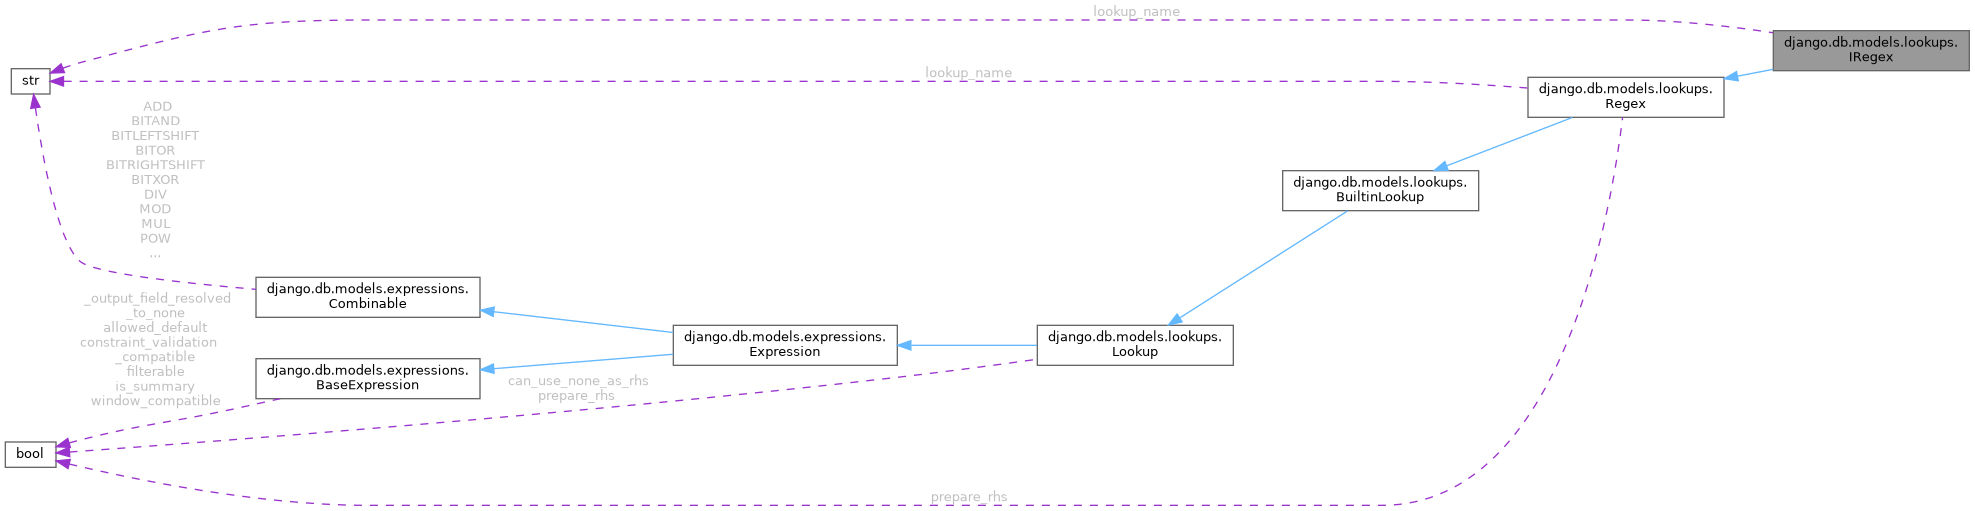 lookup_name
django.db.models.lookups.
IRegex
str
lookup_name
django.db.models.lookups.
Regex
ADD
BITAND
BITLEFTSHIFT
BITOR
BITRIGHTSHIFT
BITXOR
DIV
MOD
MUL
POW
...
django.db.models.lookups.
BuiltinLookup
django.db.models.expressions.
Combinable
_output_field_resolved
_to_none
allowed_default
constraint_validation
_compatible
filterable
is_summary
window_compatible
django.db.models.expressions.
Expression
django.db.models.lookups.
Lookup
django.db.models.expressions.
BaseExpression
can_use_none_as_rhs
prepare_rhs
bool
prepare_rhs